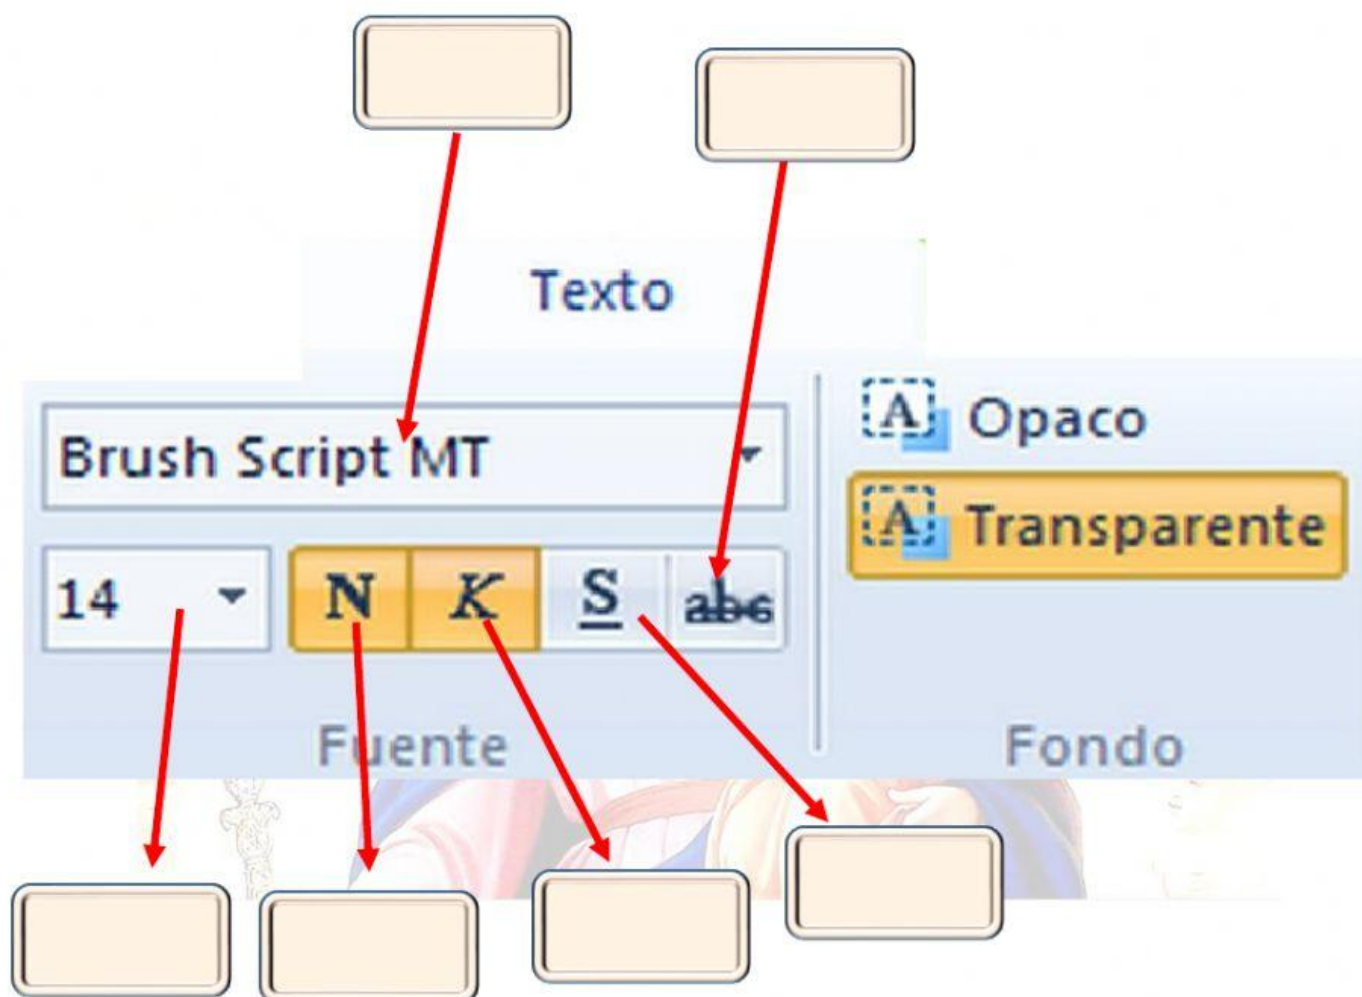 Texto
Brush Script MT
A Opaco
A Transparente
14
N K S abc
Fuente
Fondo